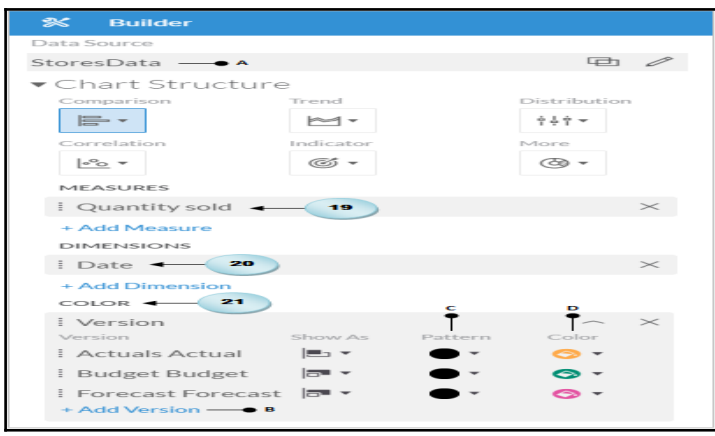 Builder
Data Source
StoresData A
Chart Structure
Comparison Trend Distribution
Correlation Indicator More
MEASURES
Quantity sold 19
+ Add Measure
DIMENSIONS
Date 20
+ Add Dimension
COLOR 21 C D
Version
Version Show As Pattern Color
Actuals Actual
Budget Budget
Forecast Forecast
+ Add Version B